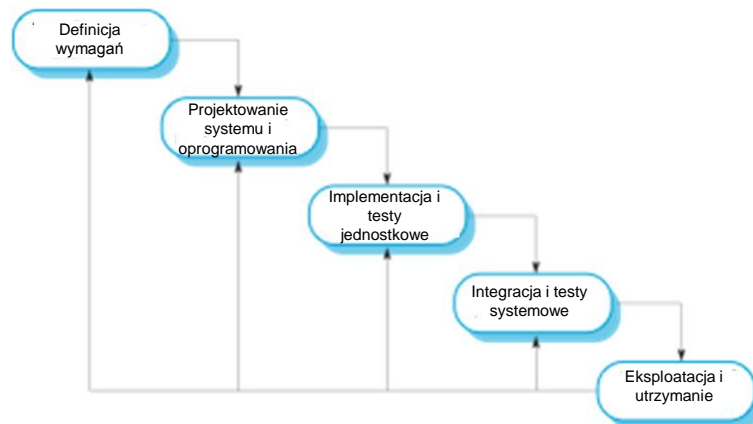 Definicja
wymagań
Projektowanie
systemu i
oprogramowania
Implementacja i
testy
jednostkowe
Integracja i testy
systemowe
Eksploatacja i
utrzymanie